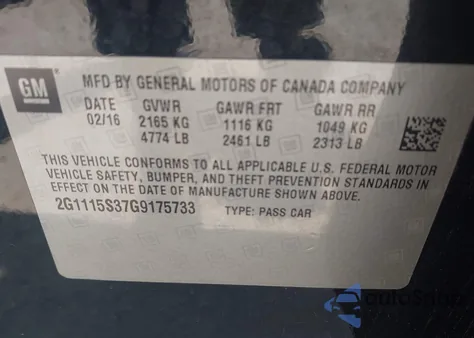 GM
MFD BY GENERAL MOTORS OF CANADA COMPANY
DATE GVWR GAWR FRT GAWR RR
02/16 2165 KG 1116 KG 1049 KG
4774 LB 2461 LB 2313 LB
THIS VEHICLE CONFORMS TO ALL APPLICABLE U.S. FEDERAL MOTOR
VEHICLE SAFETY, BUMPER, AND THEFT PREVENTION STANDARDS IN
EFFECT ON THE DATE OF MANUFACTURE SHOWN ABOVE.
2G1115S37G9175733 TYPE: PASS CAR